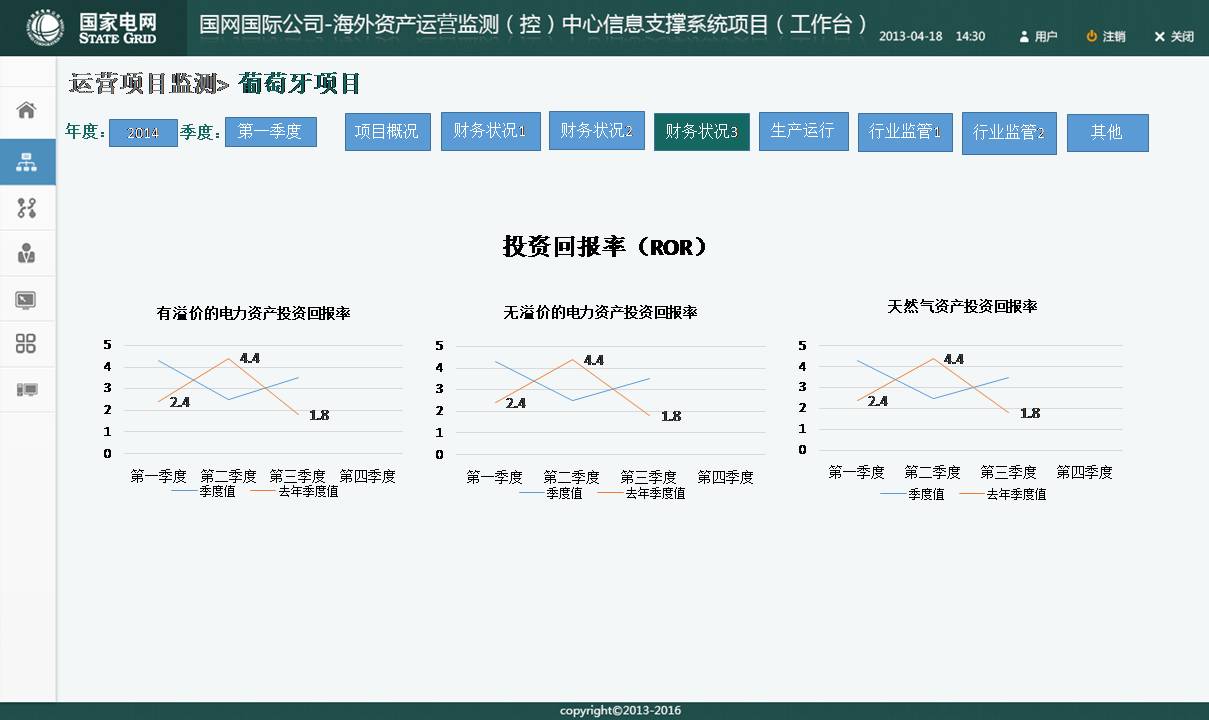 国家电网
STATE GRID
国网国际公司-海外资产运营监测（控）中心信息支撑系统项目（工作台）
2013-04-18 14:30
用户
注销
关闭
运营项目监测> 葡萄牙项目
年度： 2014 季度： 第一季度
项目概况
财务状况1
财务状况2
财务状况3
生产运行
行业监管1
行业监管2
其他
投资回报率（ROR）
有溢价的电力资产投资回报率
5
4
3
2
1
0
2.4
4.4
1.8
第一季度 第二季度 第三季度 第四季度
季度值 去年季度值
无溢价的电力资产投资回报率
5
4
3
2
1
0
2.4
4.4
1.8
第一季度 第二季度 第三季度 第四季度
季度值 去年季度值
天然气资产投资回报率
5
4
3
2
1
0
2.4
4.4
1.8
第一季度 第二季度 第三季度 第四季度
季度值 去年季度值
copyright©2013-2016